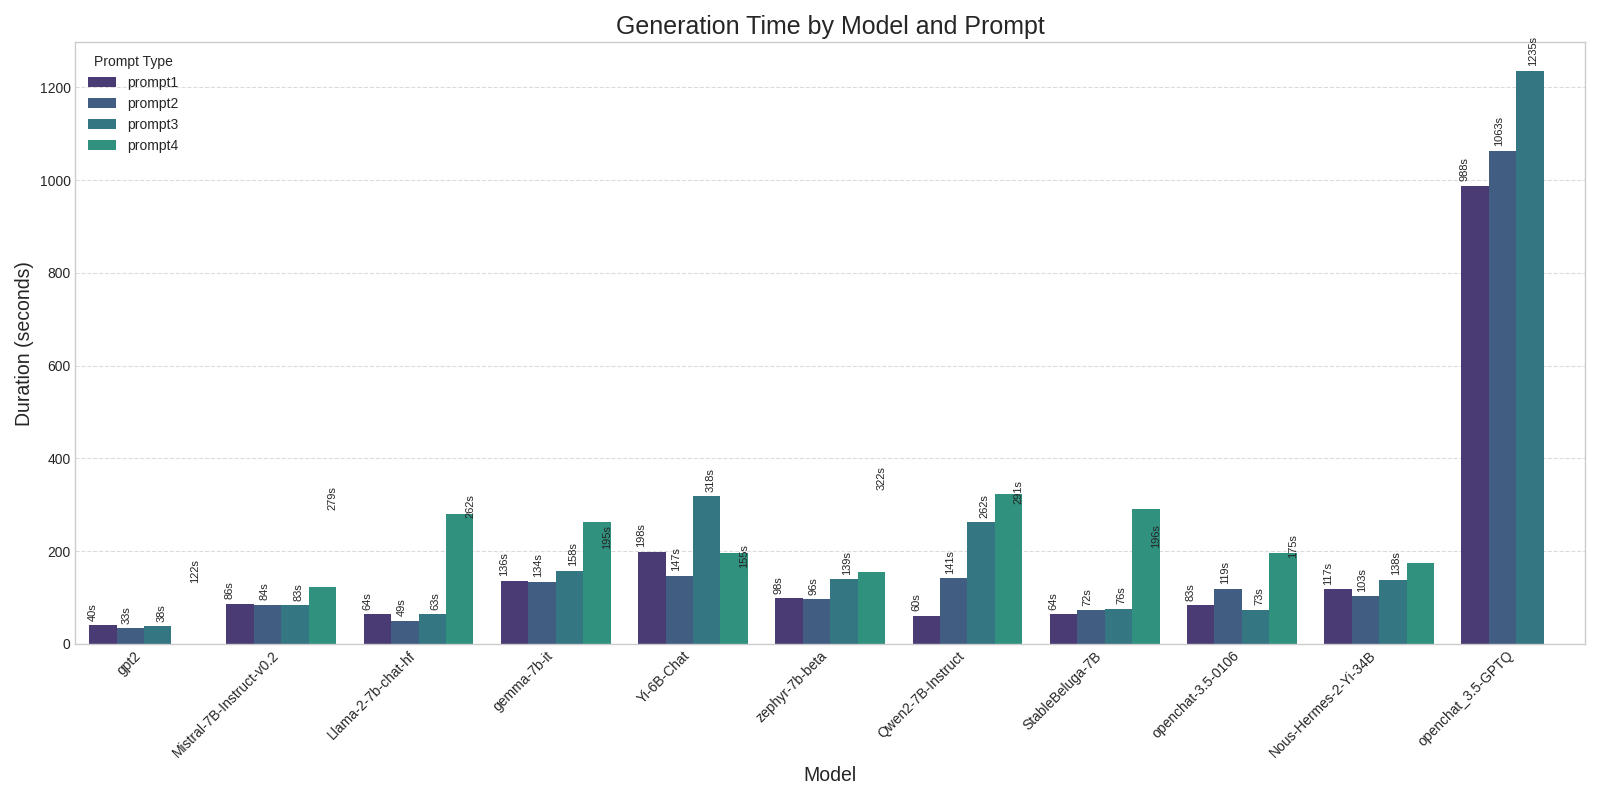 Generation Time by Model and Prompt
Prompt Type
prompt1
prompt2
prompt3
prompt4
Duration (seconds)
1200
1000
800
600
400
200
0
40s
33s
38s
122s
86s
84s
83s
279s
64s
49s
63s
262s
136s
134s
158s
195s
198s
147s
318s
155s
98s
96s
139s
322s
60s
141s
262s
291s
64s
72s
76s
196s
83s
119s
73s
175s
117s
103s
138s
988s
1063s
1235s
gpt2
Mistral-7B-Instruct-v0.2
Llama-2-7b-chat-hf
gemma-7b-it
Yi-6B-Chat
zephyr-7b-beta
Qwen2-7B-Instruct
StableBeluga-7B
openchat-3.5-0106
Nous-Hermes-2-Yi-34B
openchat_3.5-GPTQ
Model